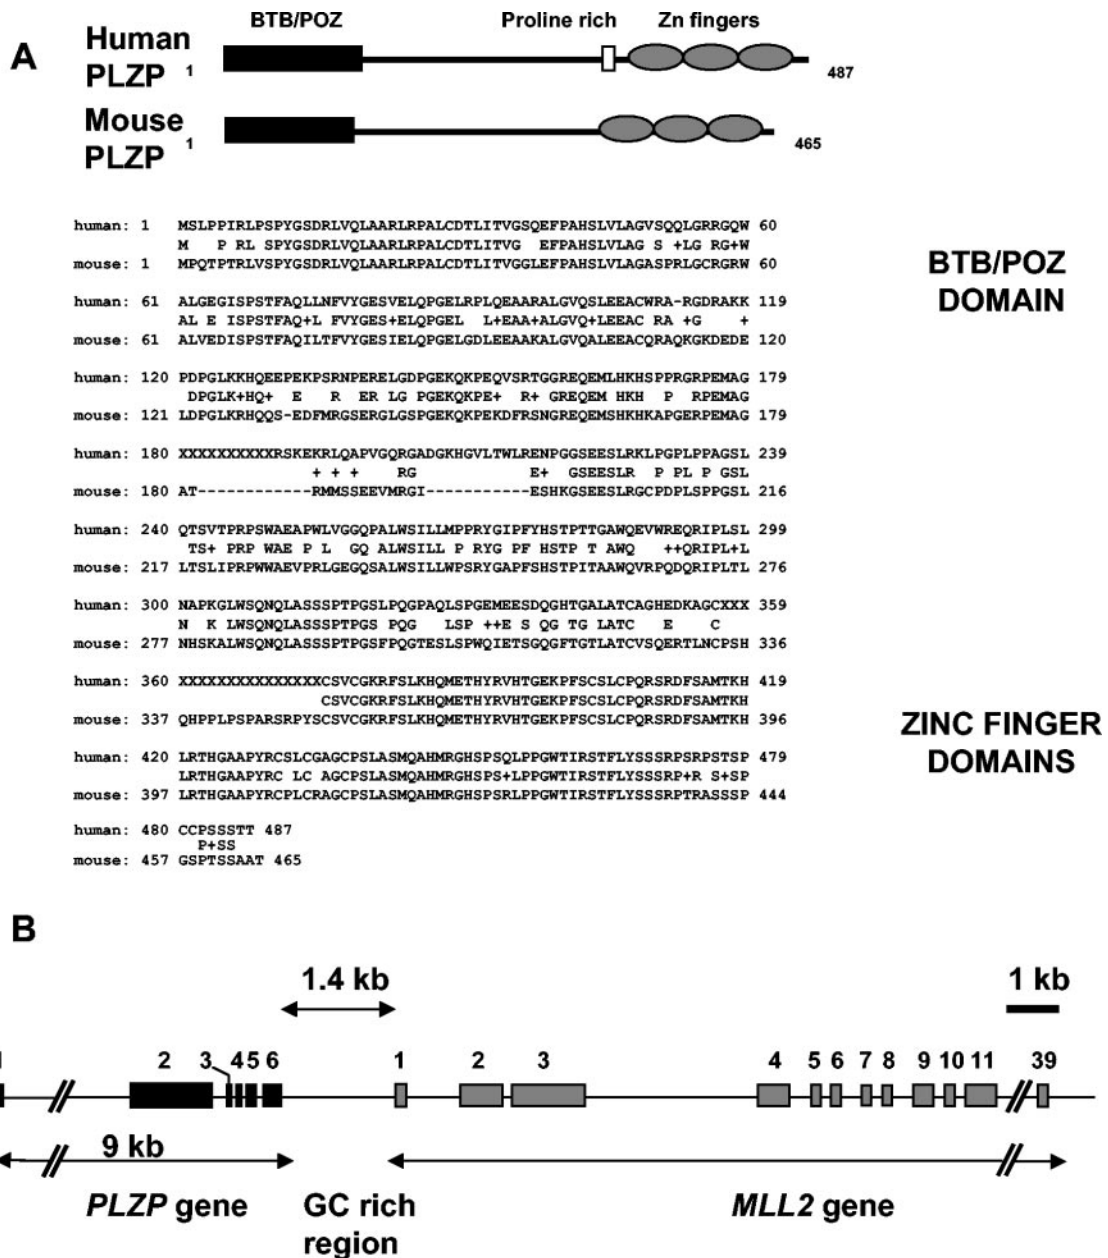 A
BTB/POZ Proline rich Zn fingers
Human PLZP 1 487
Mouse PLZP 1 465
human: 1 MSLPPIRLPSPYGSDRLVQLAARLRPALCDTLITVGSQEFPAHSLVLAGVSQQLGRRGQW 60
M P RL SPYGSDRLVQLAARLRPALCDTLITVG EFPAHSLVLAG S +LG RG+W
mouse: 1 MPQTPTRLVSPYGSDRLVQLAARLRPALCDTLITVGGLEFPAHSLVLAGASPRLGCRGRW 60
BTB/POZ DOMAIN
human: 61 ALGEGISPSTFAQLLNFVYGESVELQPGELRPLQEAARALGVQSLEEACWRA-RGDRAKK 119
AL E ISPSTFAQ+L FVYGES+ELQPGEL L+EAA+ALGVQ+LEEAC RA +G +
mouse: 61 ALVEDISPSTFAQILTFVYGESIELQPGELGDLEEAAKALGVQALEEACQRAQKGKDEDE 120
human: 120 PDPGLKKHQEEPEKPSRNPERELGDPGEKQKPEQVSRTGGREQEMLHKHSPPRGRPEMAG 179
DPGLK+HQ+ E R ER LG PGEKQKPE+ R+ GREQEM HKH P RPEMAG
mouse: 121 LDPGLKRHQQS-EDFMRGSERGLGSPGEKQKPEKDFRSNGREQEMSHKHKAPGERPEMAG 179
human: 180 XXXXXXXXXXRSKEKRLQAPVGQRGADGKHGVLTWLRENPGGSEESLRKLPGPLPPAGSL 239
+ + + RG E+ GSEESLR P PL P GSL
mouse: 180 AT------------RMMSSEEVMRGI-----------ESHKGSEESLRGCPDPLSPPGSL 216
human: 240 QTSVTPRPSWAEAPWLVGGQPALWSILLMPPRYGIPFYHSTPTTGAWQEVWREQRIPLSL 299
TS+ PRP WAE P L GQ ALWSILL P RYG PF HSTP T AWQ ++QRIPL+L
mouse: 217 LTSLIPRPWWAEVPRLGEGQSALWSILLWPSRYGAPFSHSTPITAAWQVRPQDQRIPLTL 276
human: 300 NAPKGLWSQNQLASSSPTPGSLPQGPAQLSPGEMEESDQGHTGALATCAGHEDKAGCXXX 359
N K LWSQNQLASSSPTPGS PQG LSP ++E S QG TG LATC E C
mouse: 277 NHSKALWSQNQLASSSPTPGSFPQGTESLSPWQIETSGQGFTGTLATCVSQERTLNCPSH 336
human: 360 XXXXXXXXXXXXXXXCSVCGKRFSLKHQMETHYRVHTGEKPFSCSLCPQRSRDFSAMTKH 419
CSVCGKRFSLKHQMETHYRVHTGEKPFSCSLCPQRSRDFSAMTKH
mouse: 337 QHPPLPSPARSRPYSCSVCGKRFSLKHQMETHYRVHTGEKPFSCSLCPQRSRDFSAMTKH 396
ZINC FINGER DOMAINS
human: 420 LRTHGAAPYRCSLCGAGCPSLASMQAHMRGHSPSQLPPGWTIRSTFLYSSSRPSRPSTSP 479
LRTHGAAPYRC LC AGCPSLASMQAHMRGHSPS+LPPGWTIRSTFLYSSSRP+R S+SP
mouse: 397 LRTHGAAPYRCPLCRAGCPSLASMQAHMRGHSPSRLPPGWTIRSTFLYSSSRPTRASSSP 444
human: 480 CCPSSSTT 487
P+SS
mouse: 457 GSPTSSAAT 465
B
1.4 kb 1 kb
1 2 3 4 5 6 1 2 3 4 5 6 7 8 9 10 11 39
9 kb
PLZP gene GC rich region MLL2 gene